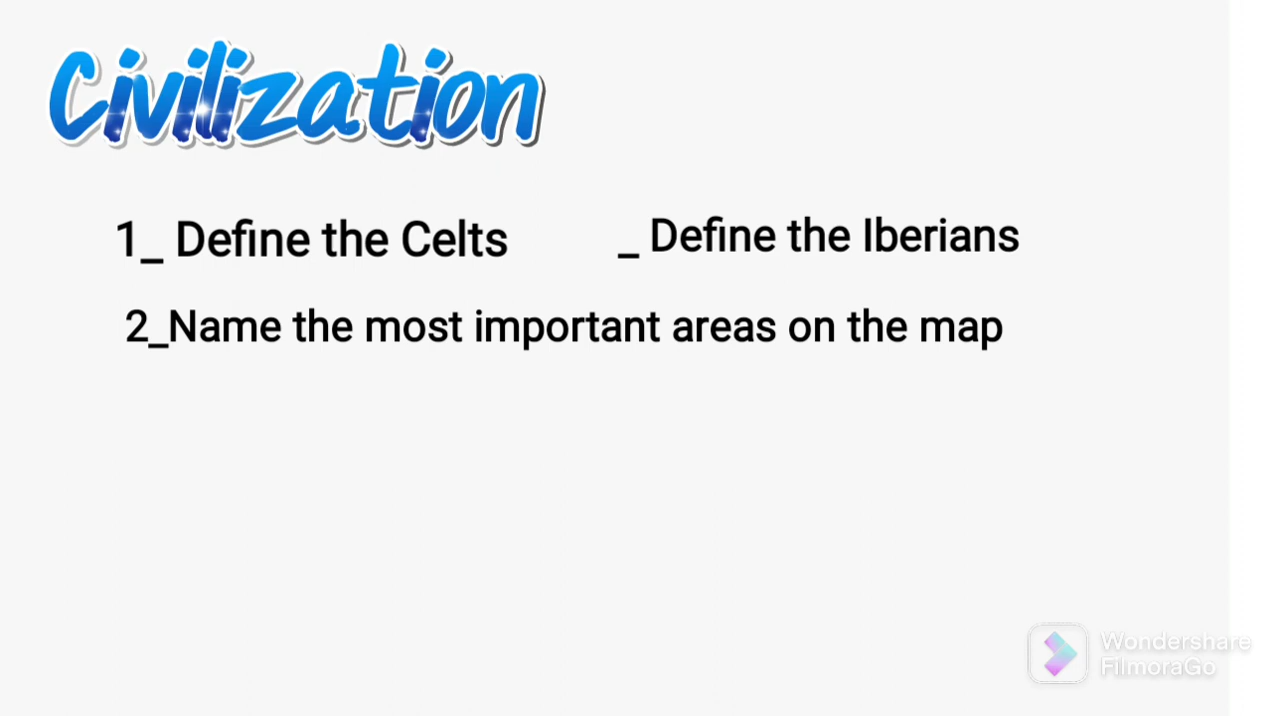 Civilization
1_ Define the Celts _ Define the Iberians
2_Name the most important areas on the map
Wondershare
FilmoraGo